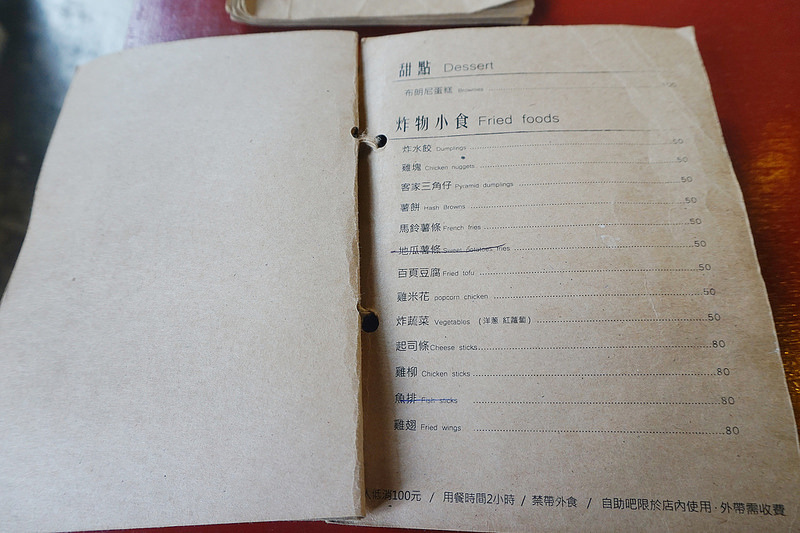 甜點 Dessert
布朗尼蛋糕 Brownies
炸物小食 Fried foods
炸水餃 Dumplings 50
雞塊 Chicken nuggets 50
客家三角仔 Pyramid dumplings 50
薯餅 Hash Browns 50
馬鈴薯條 French fries 50
地瓜薯條 Sweet potatoes fries 50
百頁豆腐 Fried tofu 50
雞米花 popcorn chicken 50
炸蔬菜 Vegetables (洋蔥 紅蘿蔔) 50
起司條 Cheese sticks 80
雞柳 Chicken sticks 80
魚排 Fish sticks 80
雞翅 Fried wings 80
低消100元 / 用餐時間2小時 / 禁帶外食 / 自助吧限於店內使用·外帶需收費